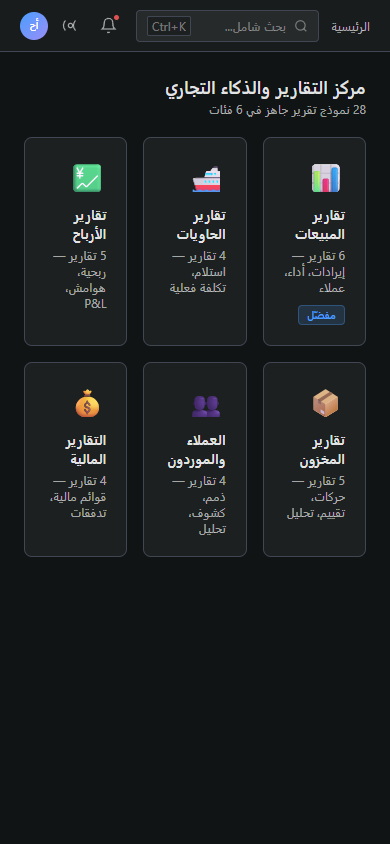 الرئيسية
بحث شامل...
Ctrl+K
أح
مركز التقارير والذكاء التجاري
28 نموذج تقرير جاهز في 6 فئات
تقارير
المبيعات
6 تقارير —
إيرادات، أداء،
عملاء
مفضّل
تقارير
الحاويات
4 تقارير —
استلام،
تكلفة فعلية
تقارير
الأرباح
5 تقارير —
ربحية،
هوامش،
P&L
تقارير
المخزون
5 تقارير —
حركات،
تقييم، تحليل
العملاء
والموردون
4 تقارير —
ذمم،
كشوف،
تحليل
التقارير
المالية
4 تقارير —
قوائم مالية،
تدفقات